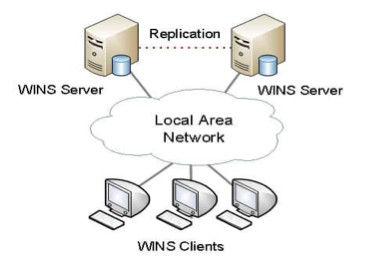 Replication
WINS Server
WINS Server
Local Area
Network
WINS Clients